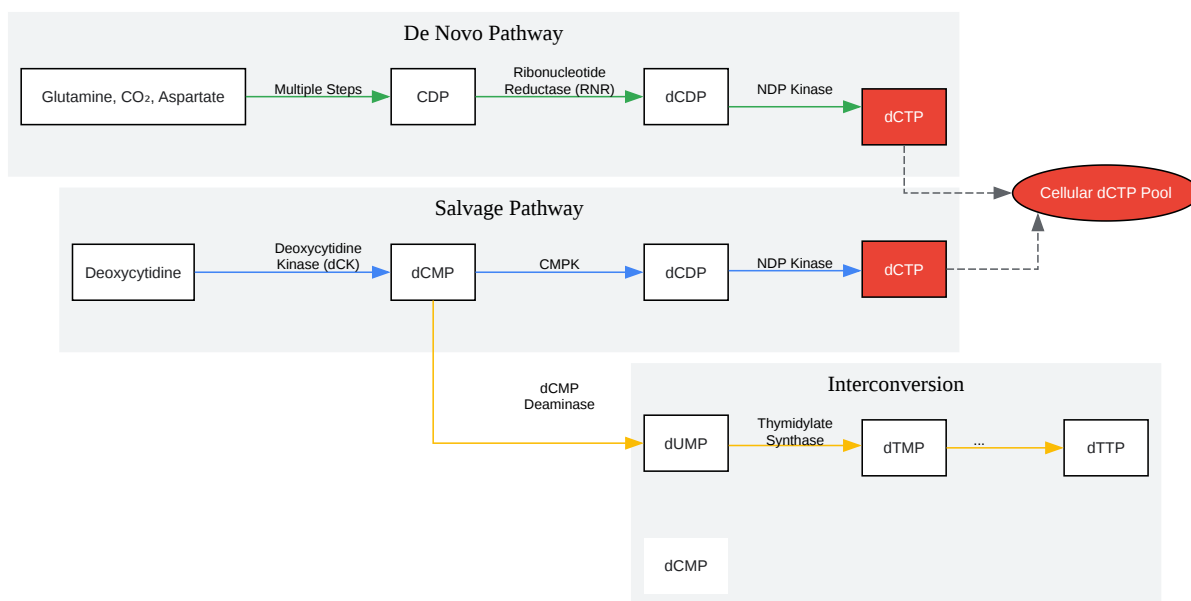 De Novo Pathway
Glutamine, CO₂, Aspartate
Multiple Steps
CDP
Ribonucleotide
Reductase (RNR)
dCDP
NDP Kinase
dCTP
Cellular dCTP Pool
Salvage Pathway
Deoxycytidine
Deoxycytidine
Kinase (dCK)
dCMP
CMPK
dCDP
NDP Kinase
dCTP
dCMP
Deaminase
Interconversion
dUMP
Thymidylate
Synthase
dTMP
...
dTTP
dCMP